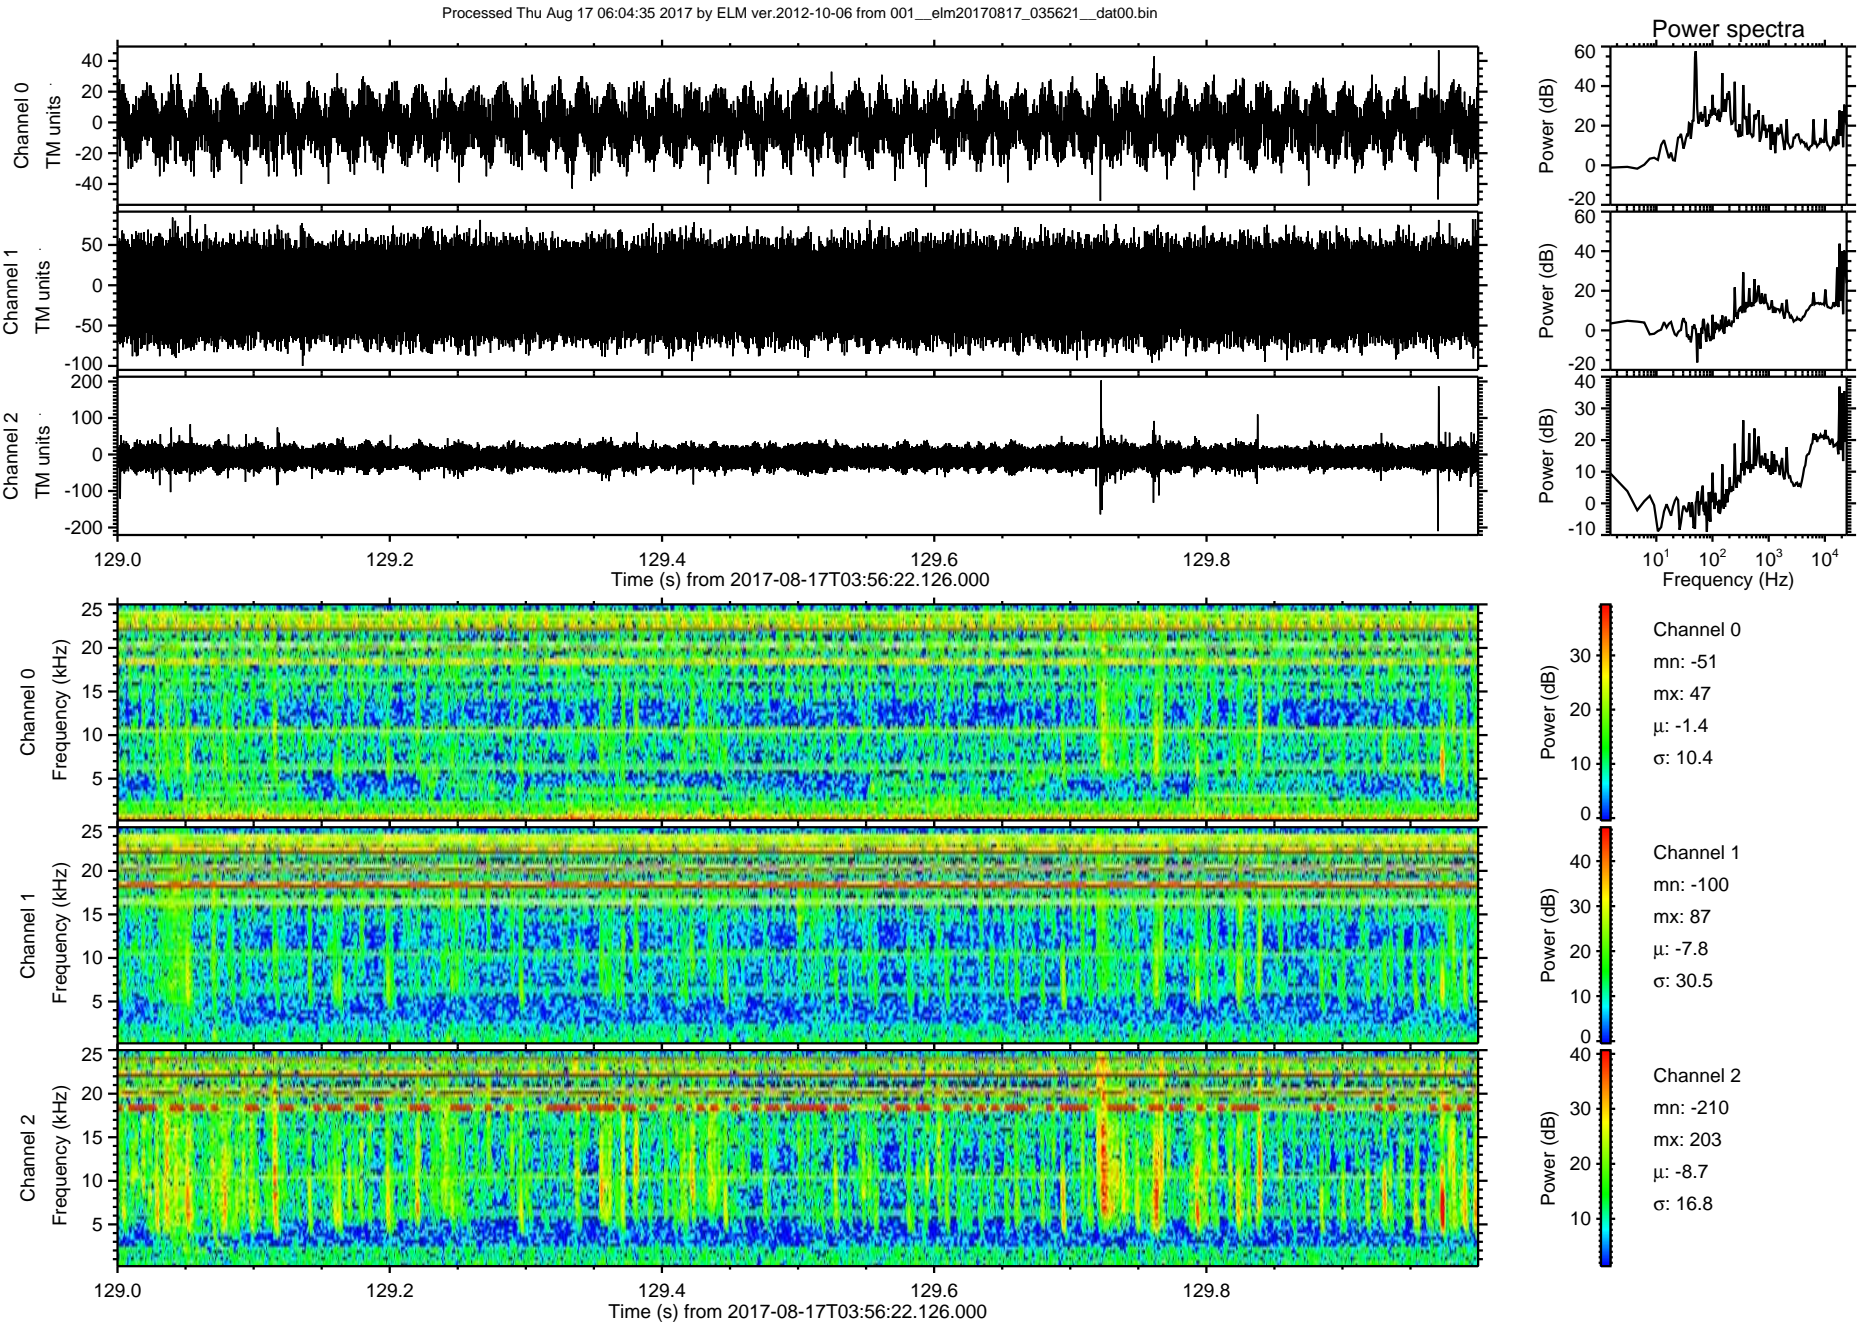 Processed Thu Aug 17 06:04:35 2017 by ELM ver.2012-10-06 from 001__elm20170817_035621__dat00.bin
Power spectra
Channel 0
TM units
40
20
0
-20
-40
Power (dB)
60
40
20
0
-20
Channel 1
TM units
50
0
-50
-100
Power (dB)
60
40
20
0
-20
Channel 2
TM units
200
100
0
-100
-200
Power (dB)
40
30
20
10
0
-10
129.0 129.2 129.4 129.6 129.8
Time (s) from 2017-08-17T03:56:22.126.000
10¹ 10² 10³ 10⁴
Frequency (Hz)
Channel 0
Frequency (kHz)
25
20
15
10
5
Power (dB)
30
20
10
0
Channel 0
mn: -51
mx: 47
µ: -1.4
σ: 10.4
Channel 1
Frequency (kHz)
25
20
15
10
5
Power (dB)
40
30
20
10
0
Channel 1
mn: -100
mx: 87
µ: -7.8
σ: 30.5
Channel 2
Frequency (kHz)
25
20
15
10
5
Power (dB)
40
30
20
10
Channel 2
mn: -210
mx: 203
µ: -8.7
σ: 16.8
129.0 129.2 129.4 129.6 129.8
Time (s) from 2017-08-17T03:56:22.126.000